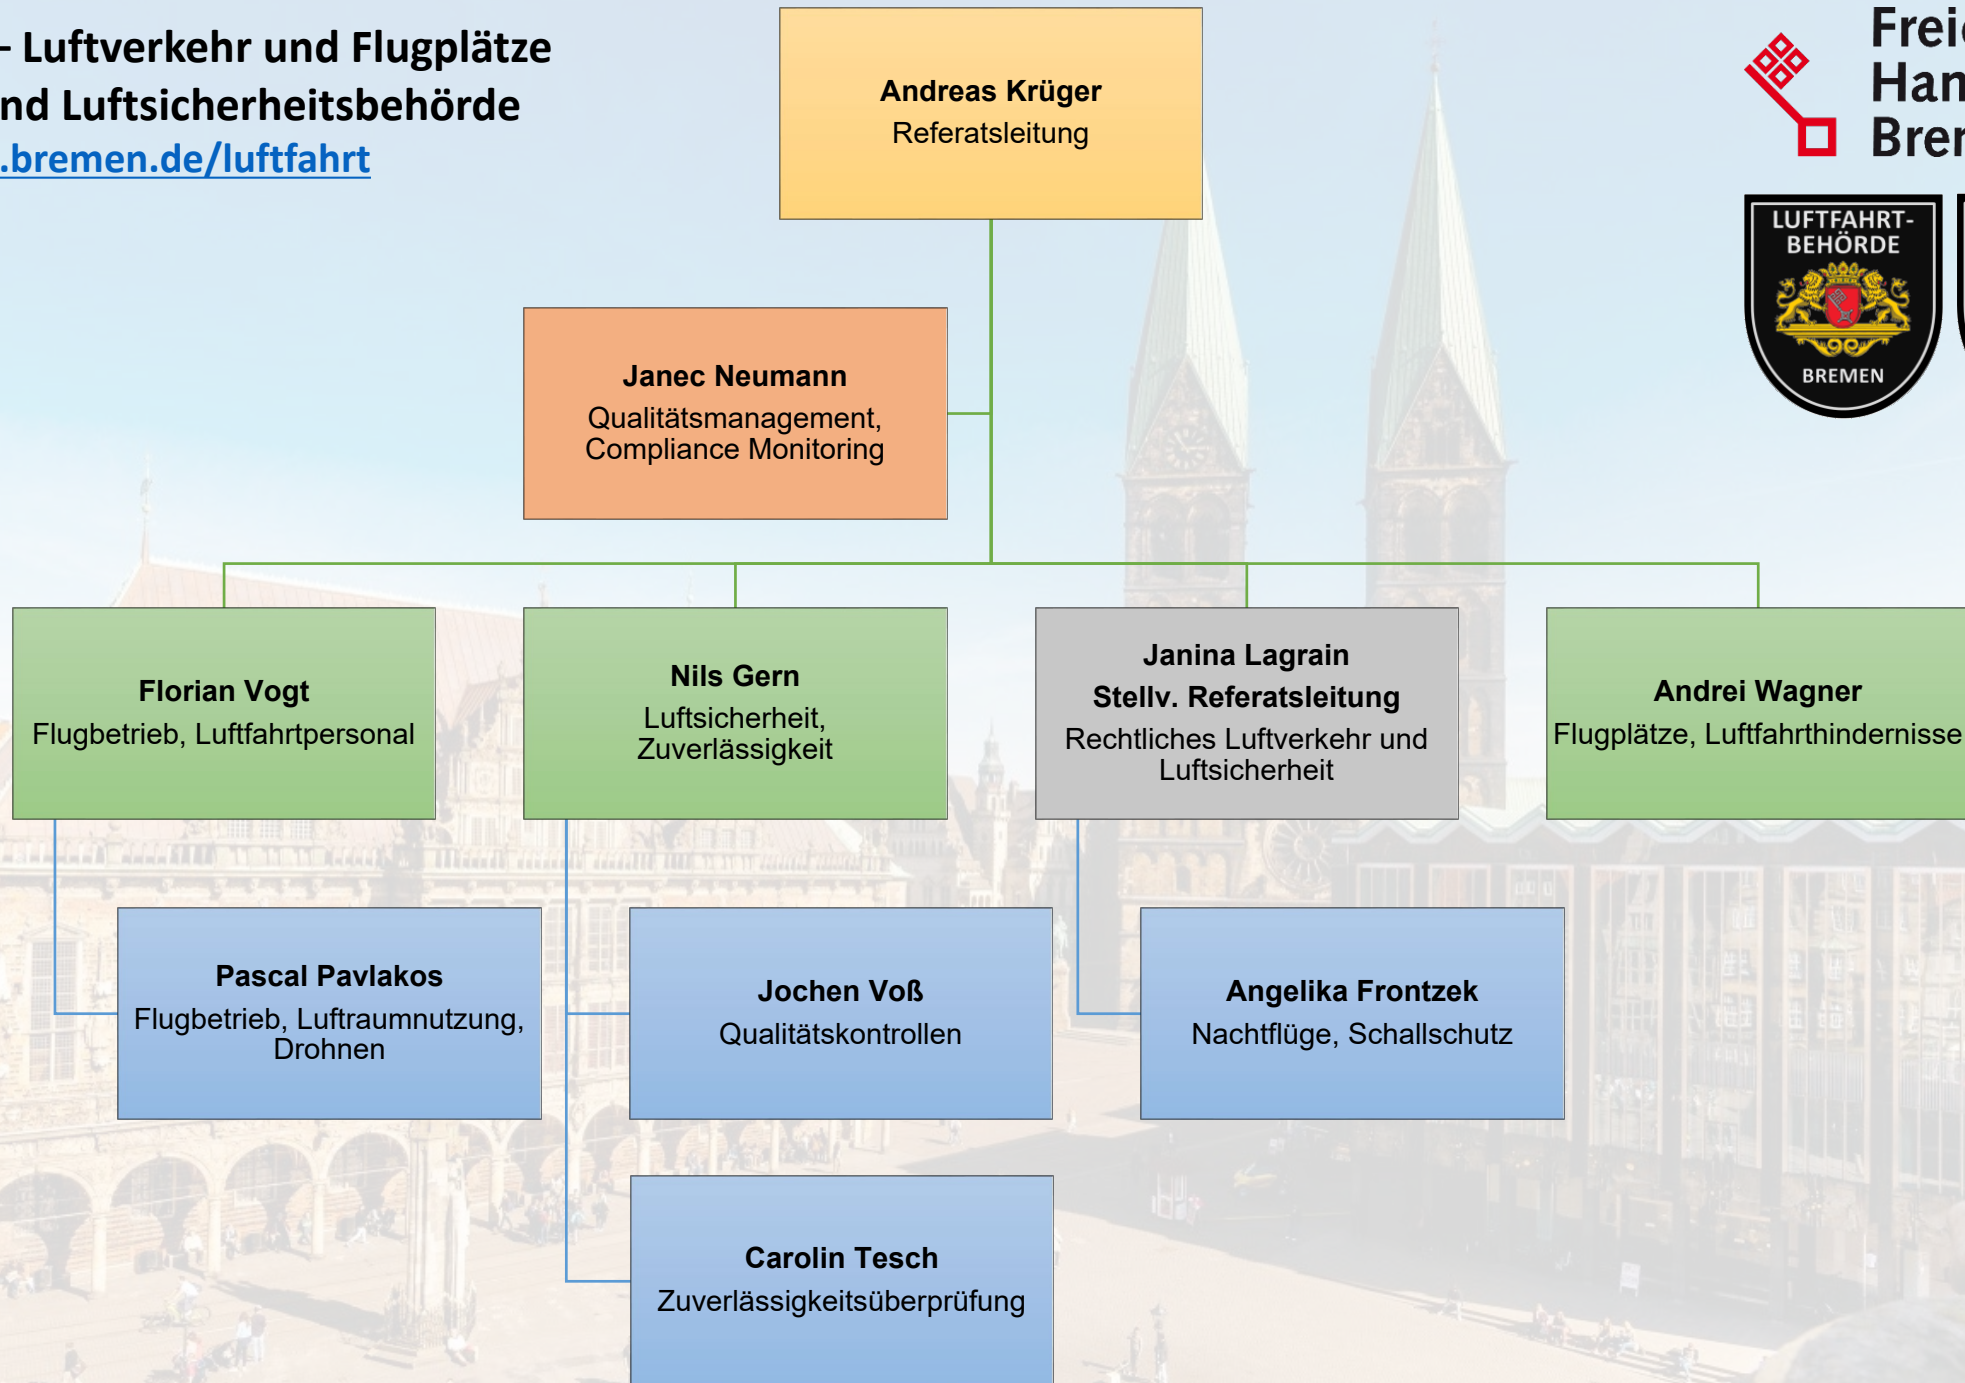 - Luftverkehr und Flugplätze
nd Luftsicherheitsbehörde
.bremen.de/luftfahrt
Andreas Krüger
Referatsleitung
Frei
Han
Bre
LUFTFAHRT-
BEHÖRDE
BREMEN
Janec Neumann
Qualitätsmanagement,
Compliance Monitoring
Florian Vogt
Flugbetrieb, Luftfahrtpersonal
Nils Gern
Luftsicherheit,
Zuverlässigkeit
Janina Lagrain
Stellv. Referatsleitung
Rechtliches Luftverkehr und
Luftsicherheit
Andrei Wagner
Flugplätze, Luftfahrthindernisse
Pascal Pavlakos
Flugbetrieb, Luftraumnutzung,
Drohnen
Jochen Voß
Qualitätskontrollen
Angelika Frontzek
Nachtflüge, Schallschutz
Carolin Tesch
Zuverlässigkeitsüberprüfung